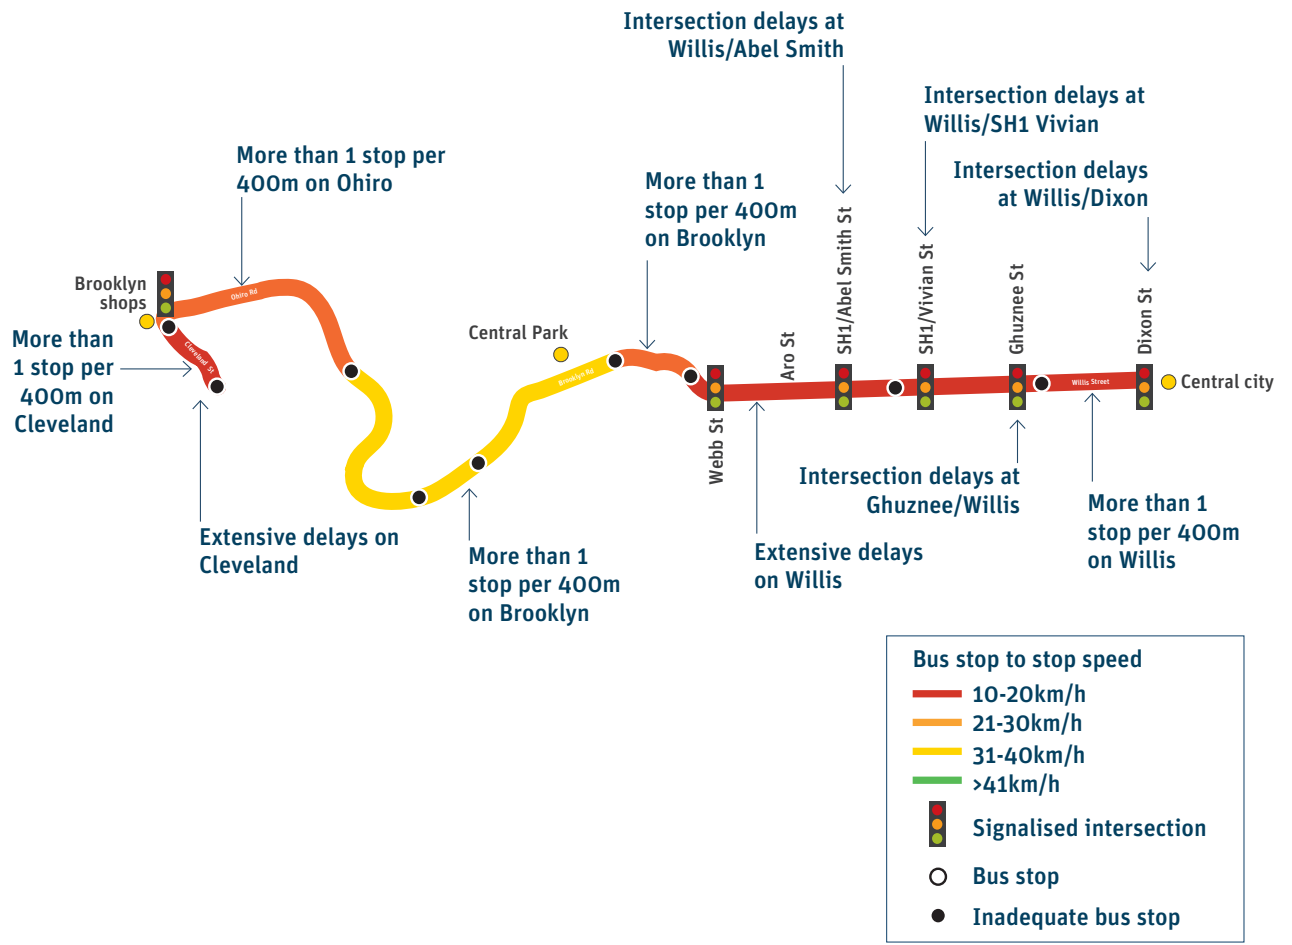 Intersection delays at
Willis/Abel Smith
Intersection delays at
Willis/SH1 Vivian
More than 1 stop per
400m on Ohiro
Intersection delays
at Willis/Dixon
More than 1
stop per 400m
on Brooklyn
SH1/Abel Smith St
SH1/Vivian St
Ghuznee St
Dixon St
Aro St
Brooklyn
shops
Ohiro Rd
Central Park
More than
1 stop per
400m on
Cleveland
Cleveland St
Brooklyn Rd
Willis Street
Central city
Webb St
Intersection delays at
Ghuznee/Willis
More than 1
stop per 400m
on Willis
Extensive delays on
Cleveland
More than 1
stop per 400m
on Brooklyn
Extensive delays
on Willis
Bus stop to stop speed
10-20km/h
21-30km/h
31-40km/h
>41km/h
Signalised intersection
Bus stop
Inadequate bus stop